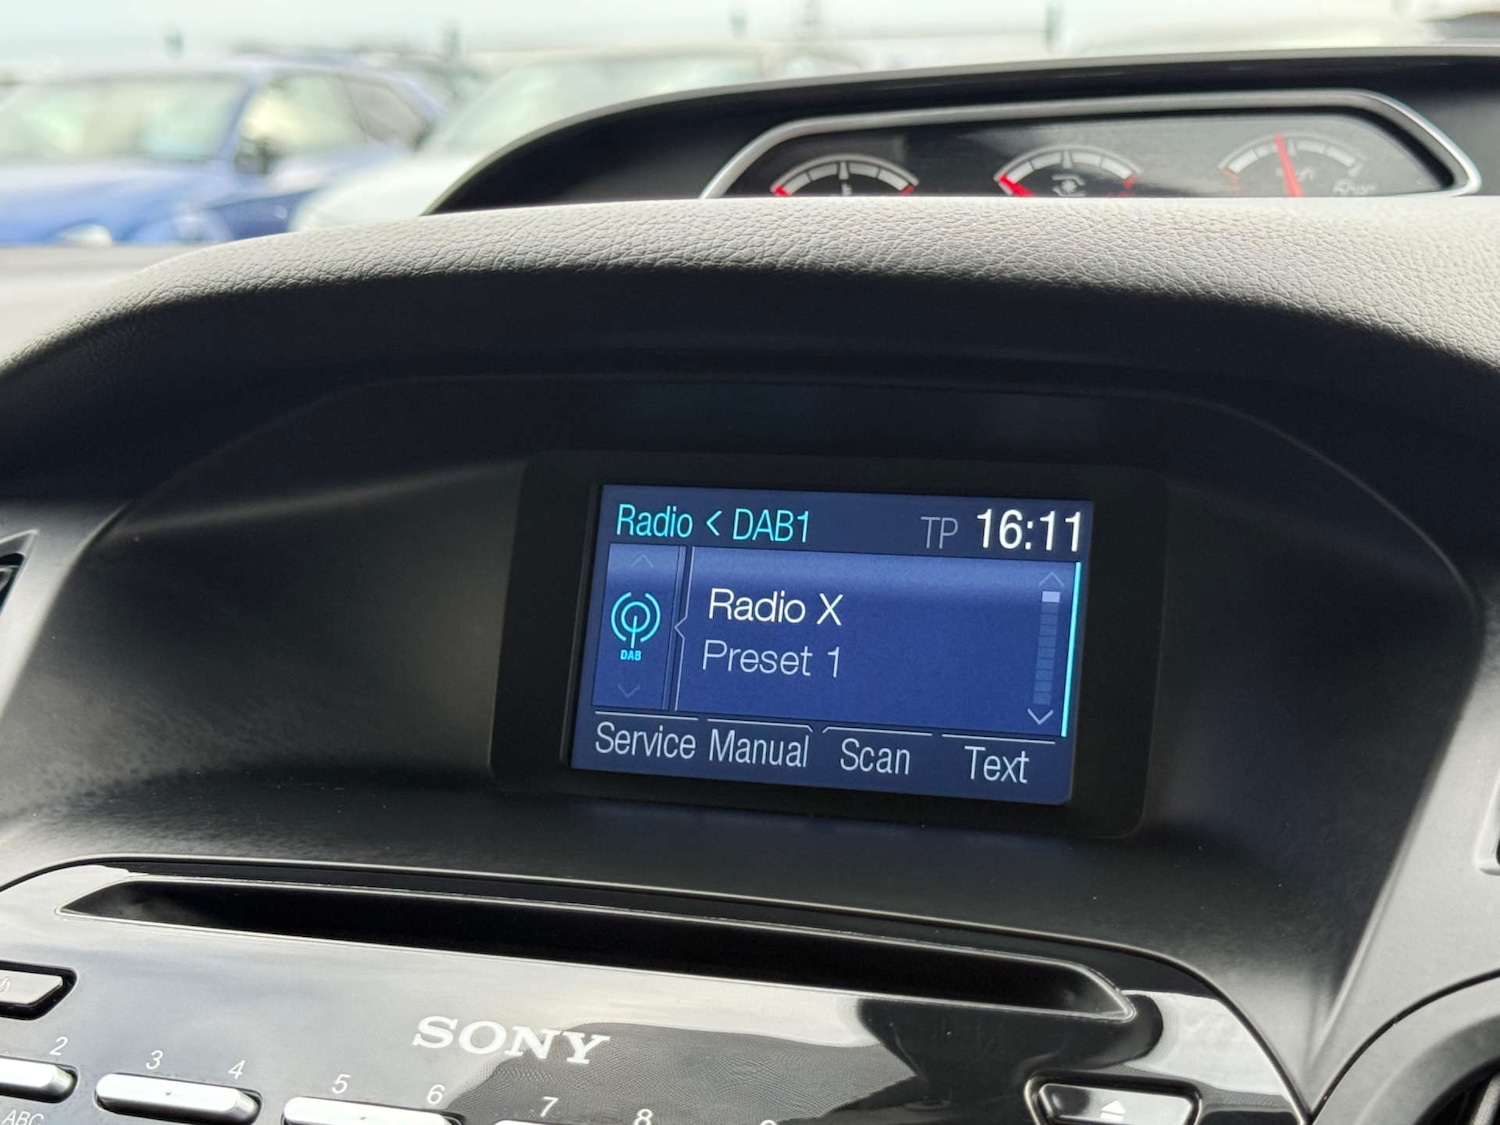 Radio < DAB1 TP 16:11
DAB
Radio X
Preset 1
Service Manual Scan Text
SONY
2 3 4 5 6 7 8
ABC